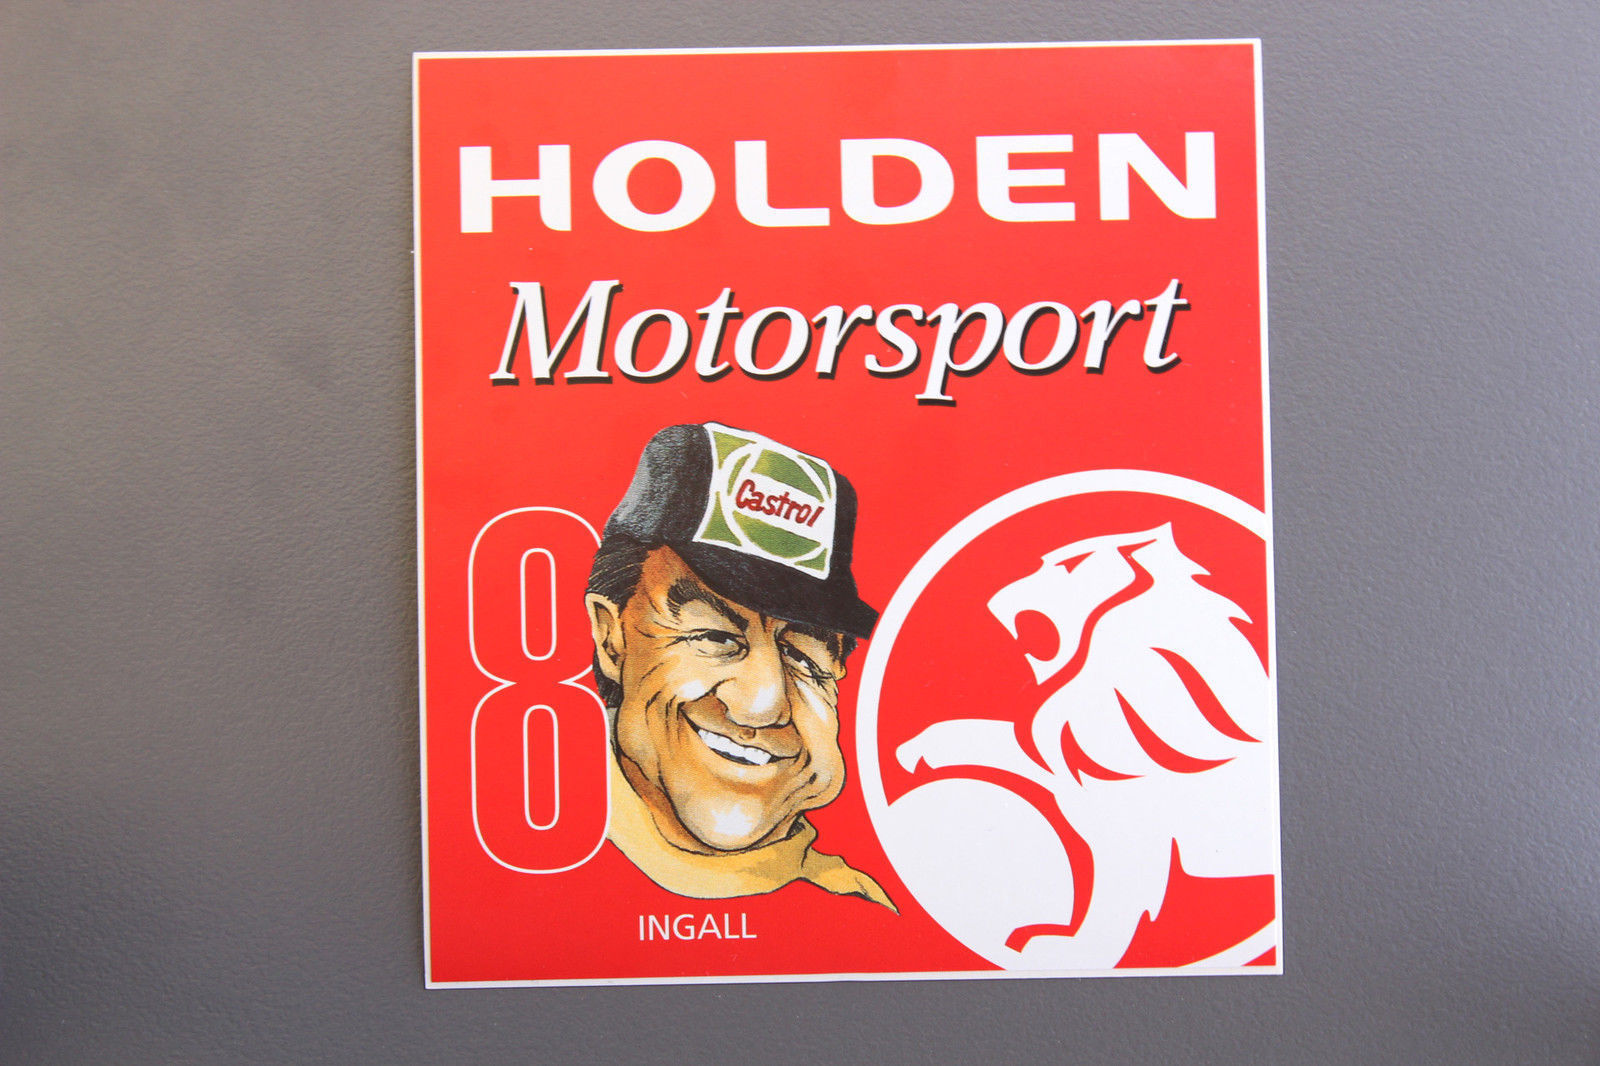 HOLDEN
Motorsport
Castrol
8
INGALL